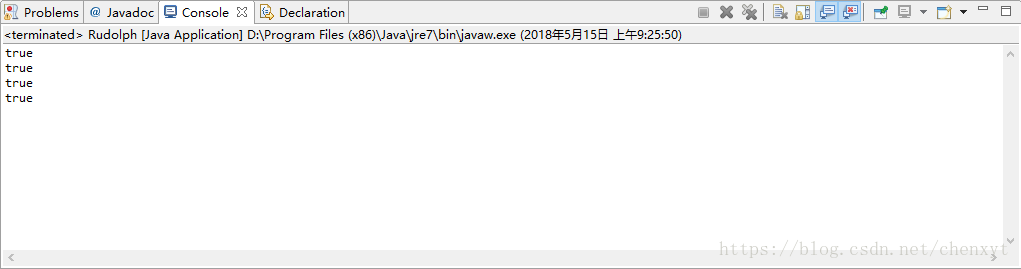 Problems @ Javadoc Console Declaration
<terminated> Rudolph [Java Application] D:\Program Files (x86)\Java\jre7\bin\javaw.exe (2018年5月15日 上午9:25:50)
true
true
true
true
https://blog.csdn.net/chenxyt